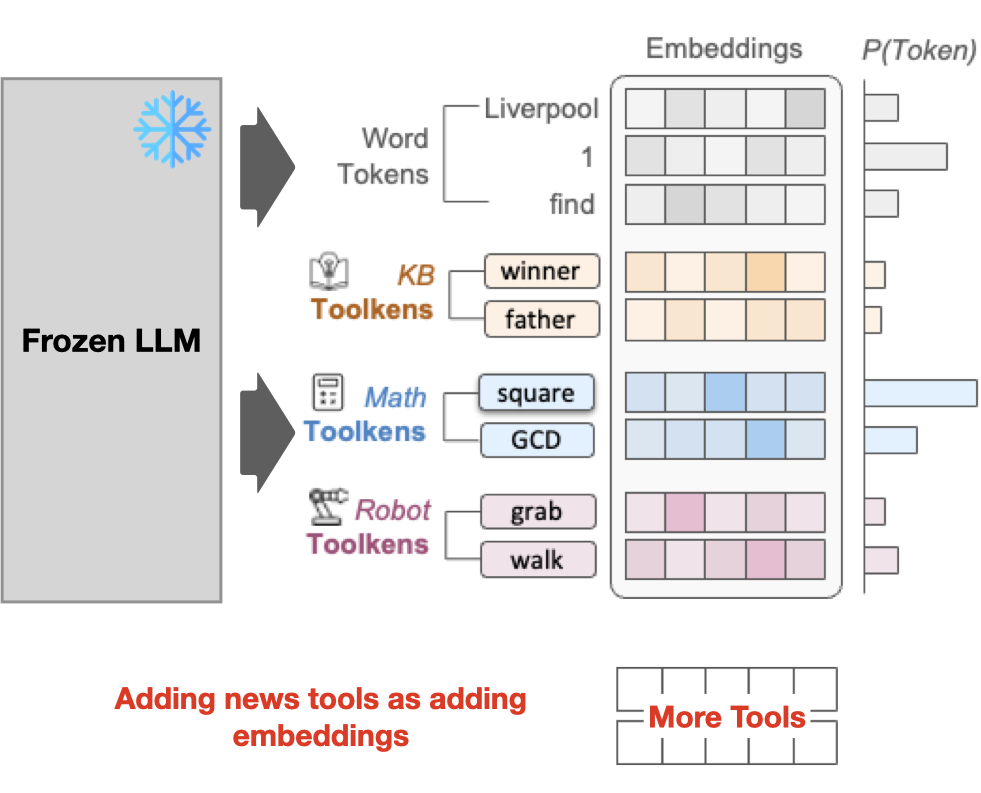 Embeddings
P(Token)
Frozen LLM
Word
Tokens
Liverpool
1
find
KB
Toolkens
winner
father
Math
Toolkens
square
GCD
Robot
Toolkens
grab
walk
Adding news tools as adding
embeddings
More Tools